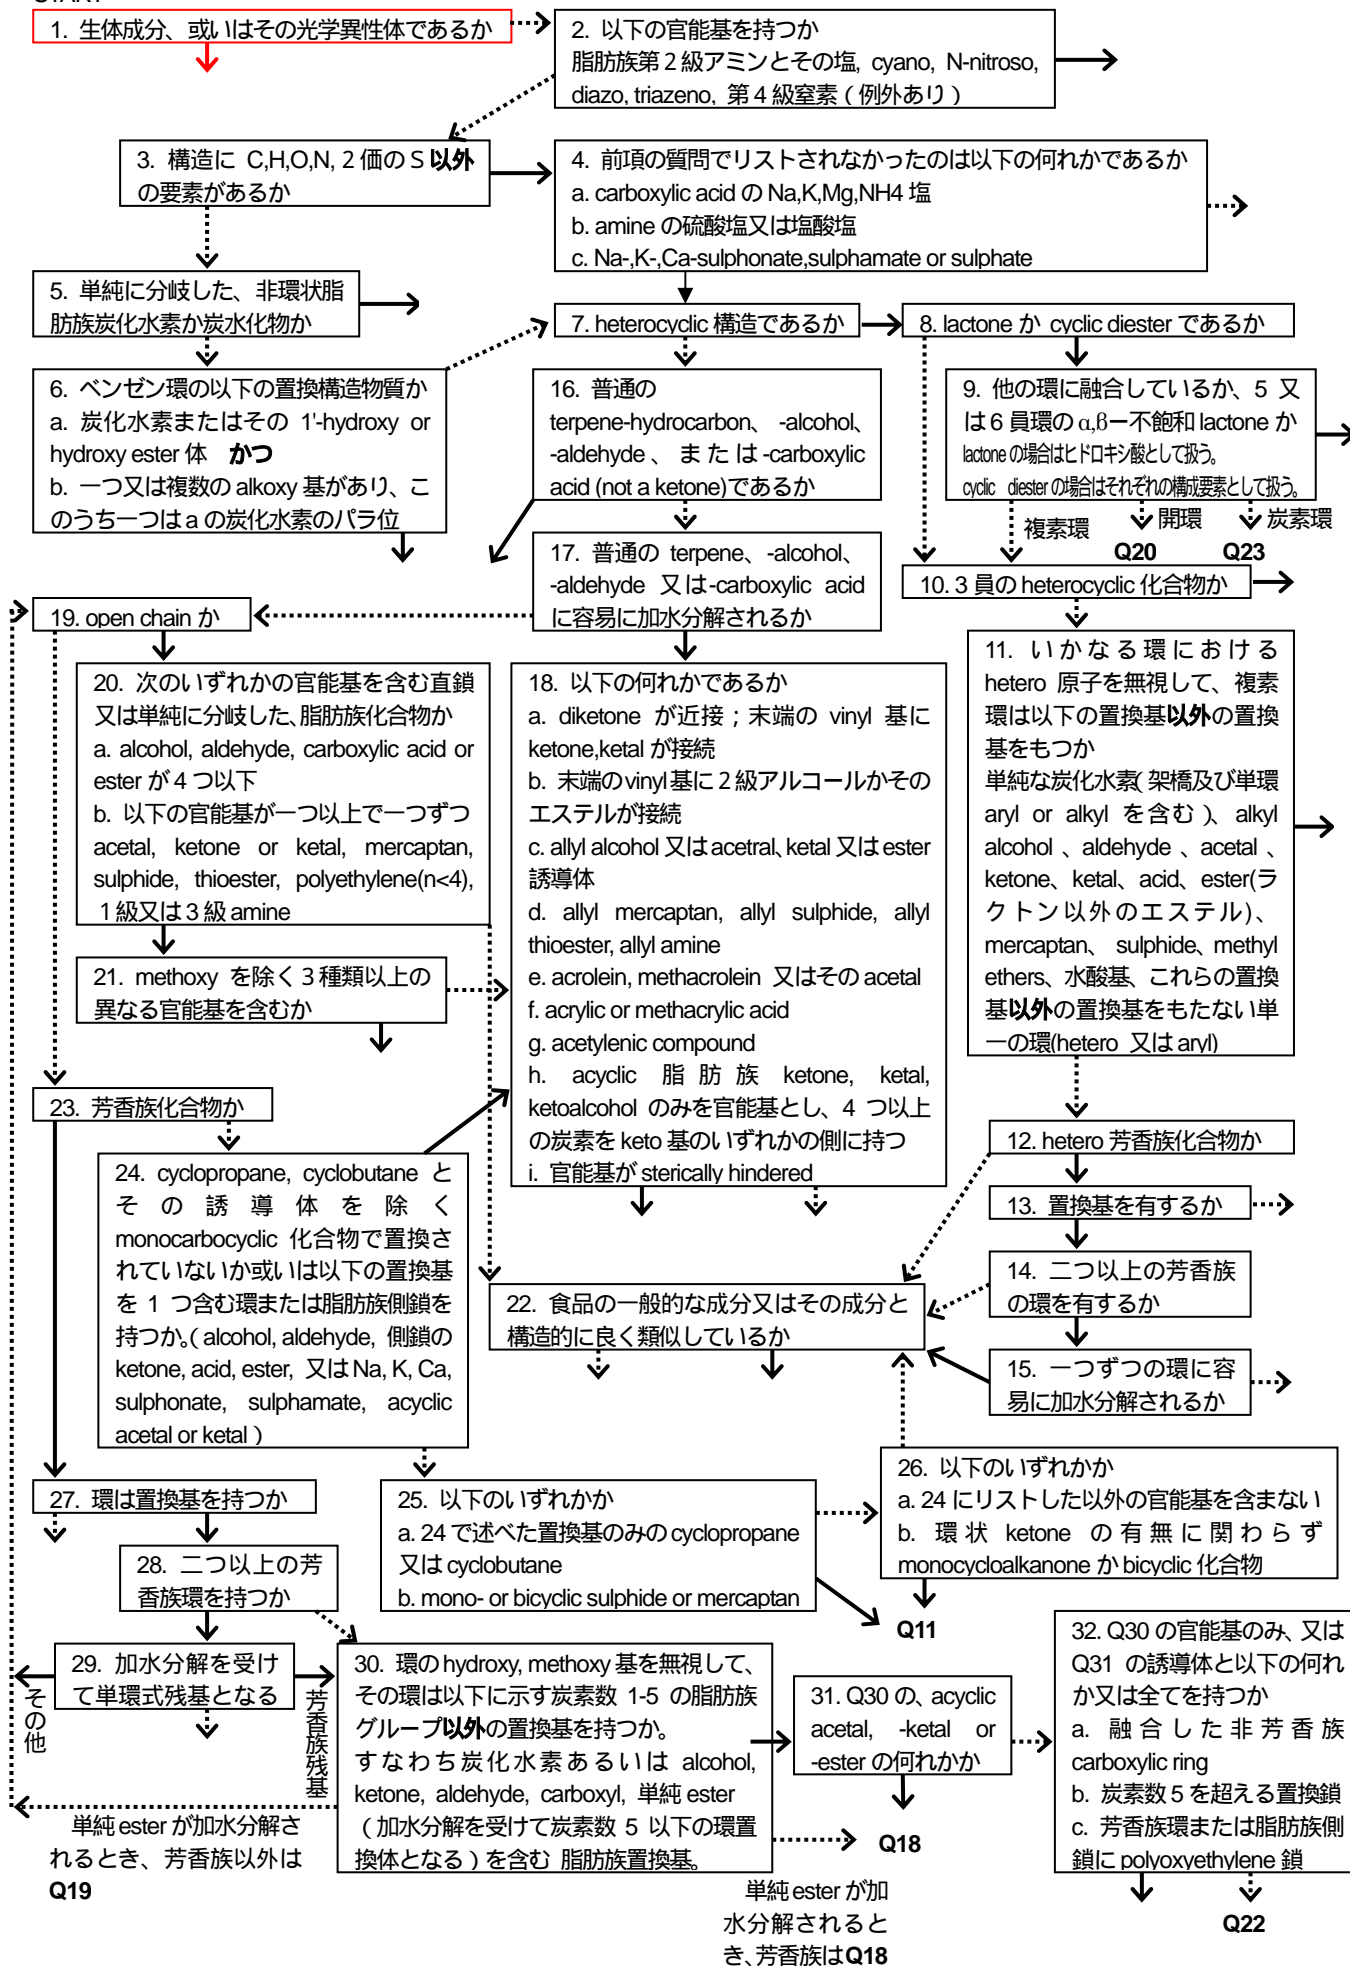 START
1. 生体成分、或いはその光学異性体であるか
2. 以下の官能基を持つか
脂肪族第２級アミンとその塩, cyano, N-nitroso,
diazo, triazeno, 第４級窒素（例外あり）
3. 構造に C,H,O,N,２価のＳ以外
の要素があるか
4. 前項の質問でリストされなかったのは以下の何れかであるか
a. carboxylic acid の Na,K,Mg,NH4 塩
b. amine の硫酸塩又は塩酸塩
c. Na-,K-,Ca-sulphonate,sulphamate or sulphate
5. 単純に分岐した、非環状脂
肪族炭化水素か炭水化物か
7. heterocyclic 構造であるか
8. lactone か cyclic diester であるか
6. ベンゼン環の以下の置換構造物質か
a. 炭化水素またはその 1'-hydroxy or
hydroxy ester 体 かつ
b. 一つ又は複数の alkoxy 基があり、こ
のうち一つは a の炭化水素のパラ位
16. 普通の
terpene-hydrocarbon、-alcohol、
-aldehyde、または-carboxylic
acid (not a ketone)であるか
9. 他の環に融合しているか、５又
は６員環の α,β－不飽和 lactone か
lactone の場合はヒドロキシ酸として扱う。
cyclic diester の場合はそれぞれの構成要素として扱う。
複素環
開環
炭素環
Q20
Q23
17. 普通の terpene、-alcohol、
-aldehyde 又は-carboxylic acid
に容易に加水分解されるか
10. 3 員の heterocyclic 化合物か
19. open chain か
20. 次のいずれかの官能基を含む直鎖
又は単純に分岐した、脂肪族化合物か
a. alcohol, aldehyde, carboxylic acid or
ester が４つ以下
b. 以下の官能基が一つ以上で一つずつ
acetal, ketone or ketal, mercaptan,
sulphide, thioester, polyethylene(n<4),
１級又は３級 amine
18. 以下の何れかであるか
a. diketone が近接；末端の vinyl 基に
ketone,ketal が接続
b. 末端の vinyl 基に２級アルコールかその
エステルが接続
c. allyl alcohol 又は acetral, ketal 又は ester
誘導体
d. allyl mercaptan, allyl sulphide, allyl
thioester, allyl amine
e. acrolein, methacrolein 又はその acetal
f. acrylic or methacrylic acid
g. acetylenic compound
h. acyclic 脂肪族 ketone, ketal,
ketoalcohol のみを官能基とし、４つ以上
の炭素を keto 基のいずれかの側に持つ
i. 官能基が sterically hindered
11. いかなる環における
hetero 原子を無視して、複素
環は以下の置換基以外の置換
基をもつか
単純な炭化水素(架橋及び単環
aryl or alkyl を含む)、alkyl
alcohol、aldehyde、acetal、
ketone、ketal、acid、ester(ラ
クトン以外のエステル)、
mercaptan、sulphide、methyl
ethers、水酸基、これらの置換
基以外の置換基をもたない単
一の環(hetero 又は aryl)
21. methoxy を除く３種類以上の
異なる官能基を含むか
23. 芳香族化合物か
12. hetero 芳香族化合物か
24. cyclopropane, cyclobutane と
その誘導体を除く
monocarbocyclic 化合物で置換さ
れていないか或いは以下の置換基
を 1 つ含む環または脂肪族側鎖を
持つか。（alcohol, aldehyde, 側鎖の
ketone, acid, ester, 又は Na, K, Ca,
sulphonate, sulphamate, acyclic
acetal or ketal）
13. 置換基を有するか
14. 二つ以上の芳香族
の環を有するか
22. 食品の一般的な成分又はその成分と
構造的に良く類似しているか
15. 一つずつの環に容
易に加水分解されるか
27. 環は置換基を持つか
25. 以下のいずれかか
a. 24 で述べた置換基のみの cyclopropane
又は cyclobutane
b. mono- or bicyclic sulphide or mercaptan
26. 以下のいずれかか
a. 24 にリストした以外の官能基を含まない
b. 環状 ketone の有無に関わらず
monocycloalkanone か bicyclic 化合物
Q11
28. 二つ以上の芳
香族環を持つか
29. 加水分解を受け
て単環式残基となる
その他
芳香族残基
30. 環の hydroxy, methoxy 基を無視して、
その環は以下に示す炭素数 1-5 の脂肪族
グループ以外の置換基を持つか。
すなわち炭化水素あるいは alcohol,
ketone, aldehyde, carboxyl, 単純 ester
（加水分解を受けて炭素数 5 以下の環置
換体となる）を含む 脂肪族置換基。
31. Q30 の、acyclic
acetal, -ketal or
-ester の何れかか
32. Q30 の官能基のみ、又は
Q31 の誘導体と以下の何れ
か又は全てを持つか
a. 融合した非芳香族
carboxylic ring
b. 炭素数 5 を超える置換鎖
c. 芳香環または脂肪族側
鎖に polyoxyethylene 鎖
単純 ester が加水分解さ
れるとき、芳香族以外は
Q19
Q18
単純 ester が加
水分解されると
き、芳香族は Q18
Q22